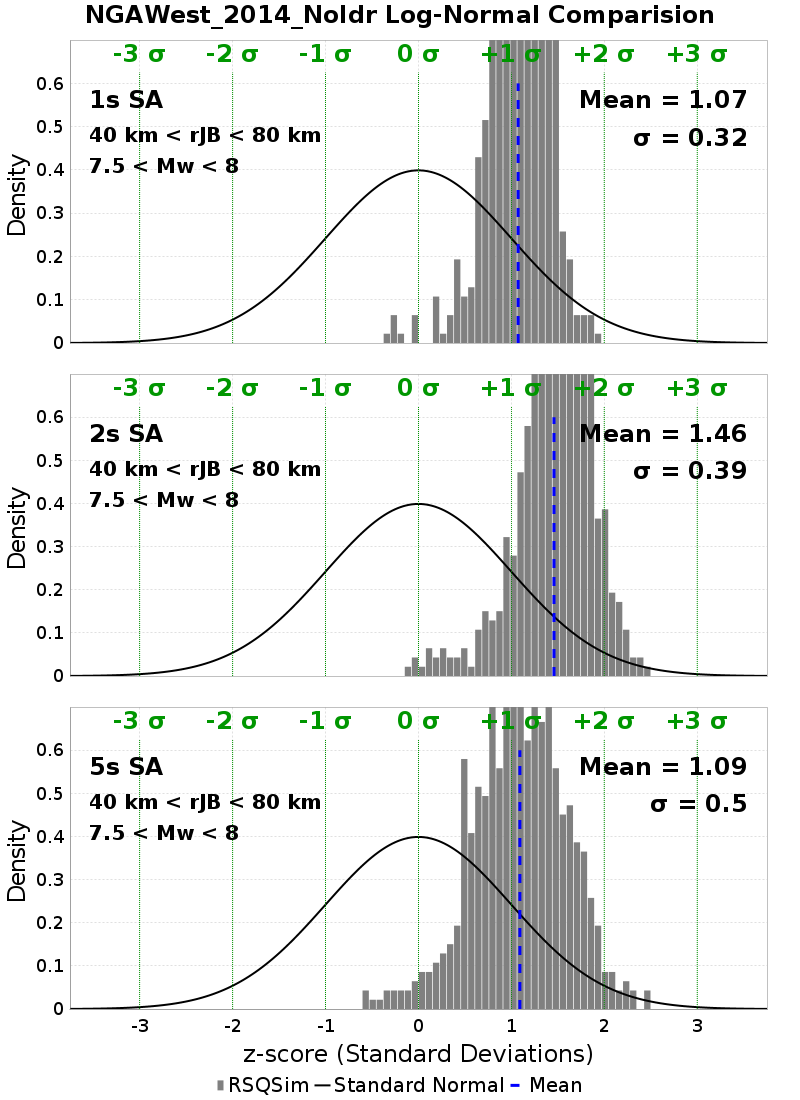 NGAWest_2014_NoIdr Log-Normal Comparision
-3 σ -2 σ -1 σ 0 σ +1 σ +2 σ +3 σ
1s SA Mean = 1.07
40 km < rJB < 80 km σ = 0.32
7.5 < Mw < 8
Density
0.6
0.5
0.4
0.3
0.2
0.1
0
-3 σ -2 σ -1 σ 0 σ +1 σ +2 σ +3 σ
2s SA Mean = 1.46
40 km < rJB < 80 km σ = 0.39
7.5 < Mw < 8
Density
0.6
0.5
0.4
0.3
0.2
0.1
0
-3 σ -2 σ -1 σ 0 σ +1 σ +2 σ +3 σ
5s SA Mean = 1.09
40 km < rJB < 80 km σ = 0.5
7.5 < Mw < 8
Density
0.6
0.5
0.4
0.3
0.2
0.1
0
-3 -2 -1 0 1 2 3
z-score (Standard Deviations)
RSQSim Standard Normal Mean